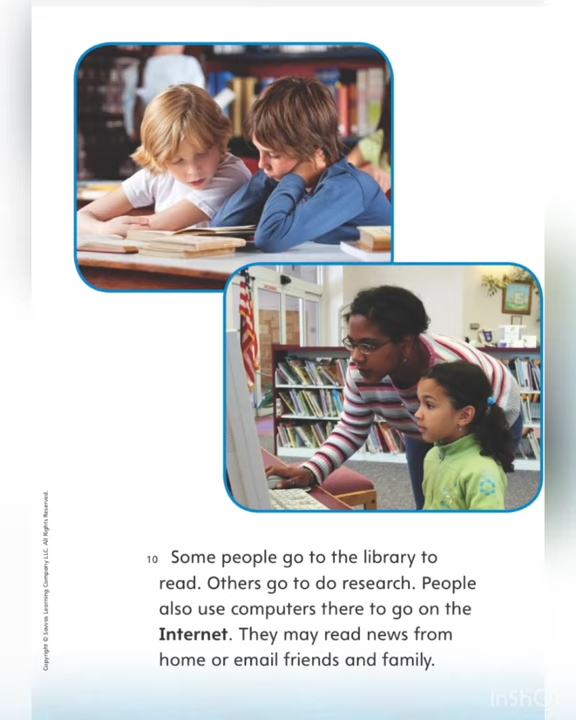 10 Some people go to the library to
read. Others go to do research. People
also use computers there to go on the
Internet. They may read news from
home or email friends and family.
Copyright © Savvas Learning Company LLC. All Rights Reserved.
InShOt